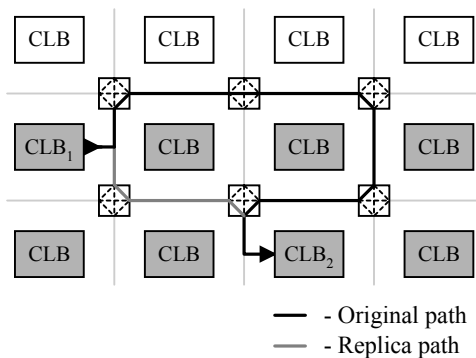 CLB CLB CLB CLB
CLB₁ CLB CLB CLB
CLB CLB CLB₂ CLB
- Original path
- Replica path